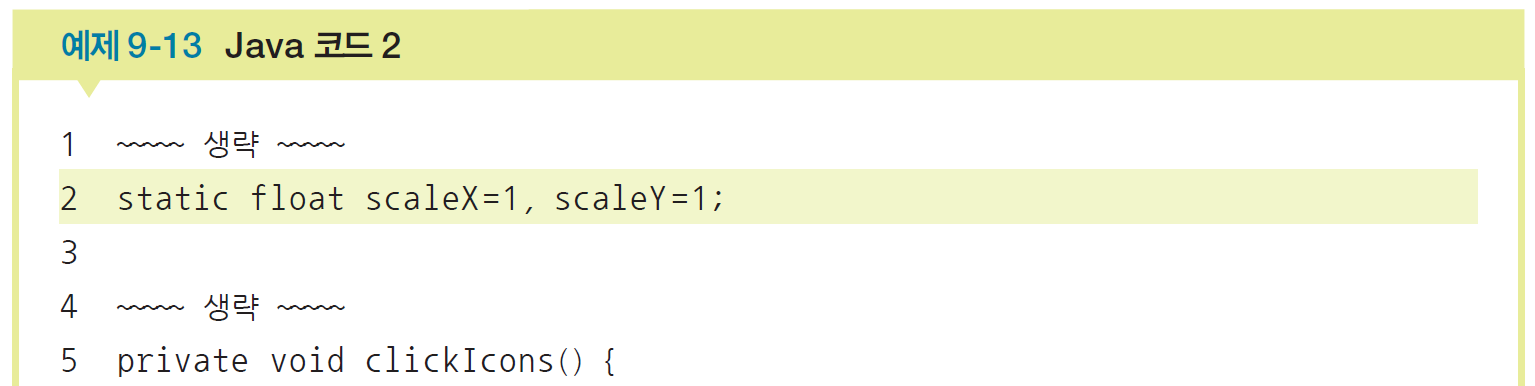 예제 9-13 Java 코드 2
1 ~~~~~ 생략 ~~~~~
2 static float scaleX=1, scaleY=1;
3
4 ~~~~~ 생략 ~~~~~
5 private void clickIcons() {